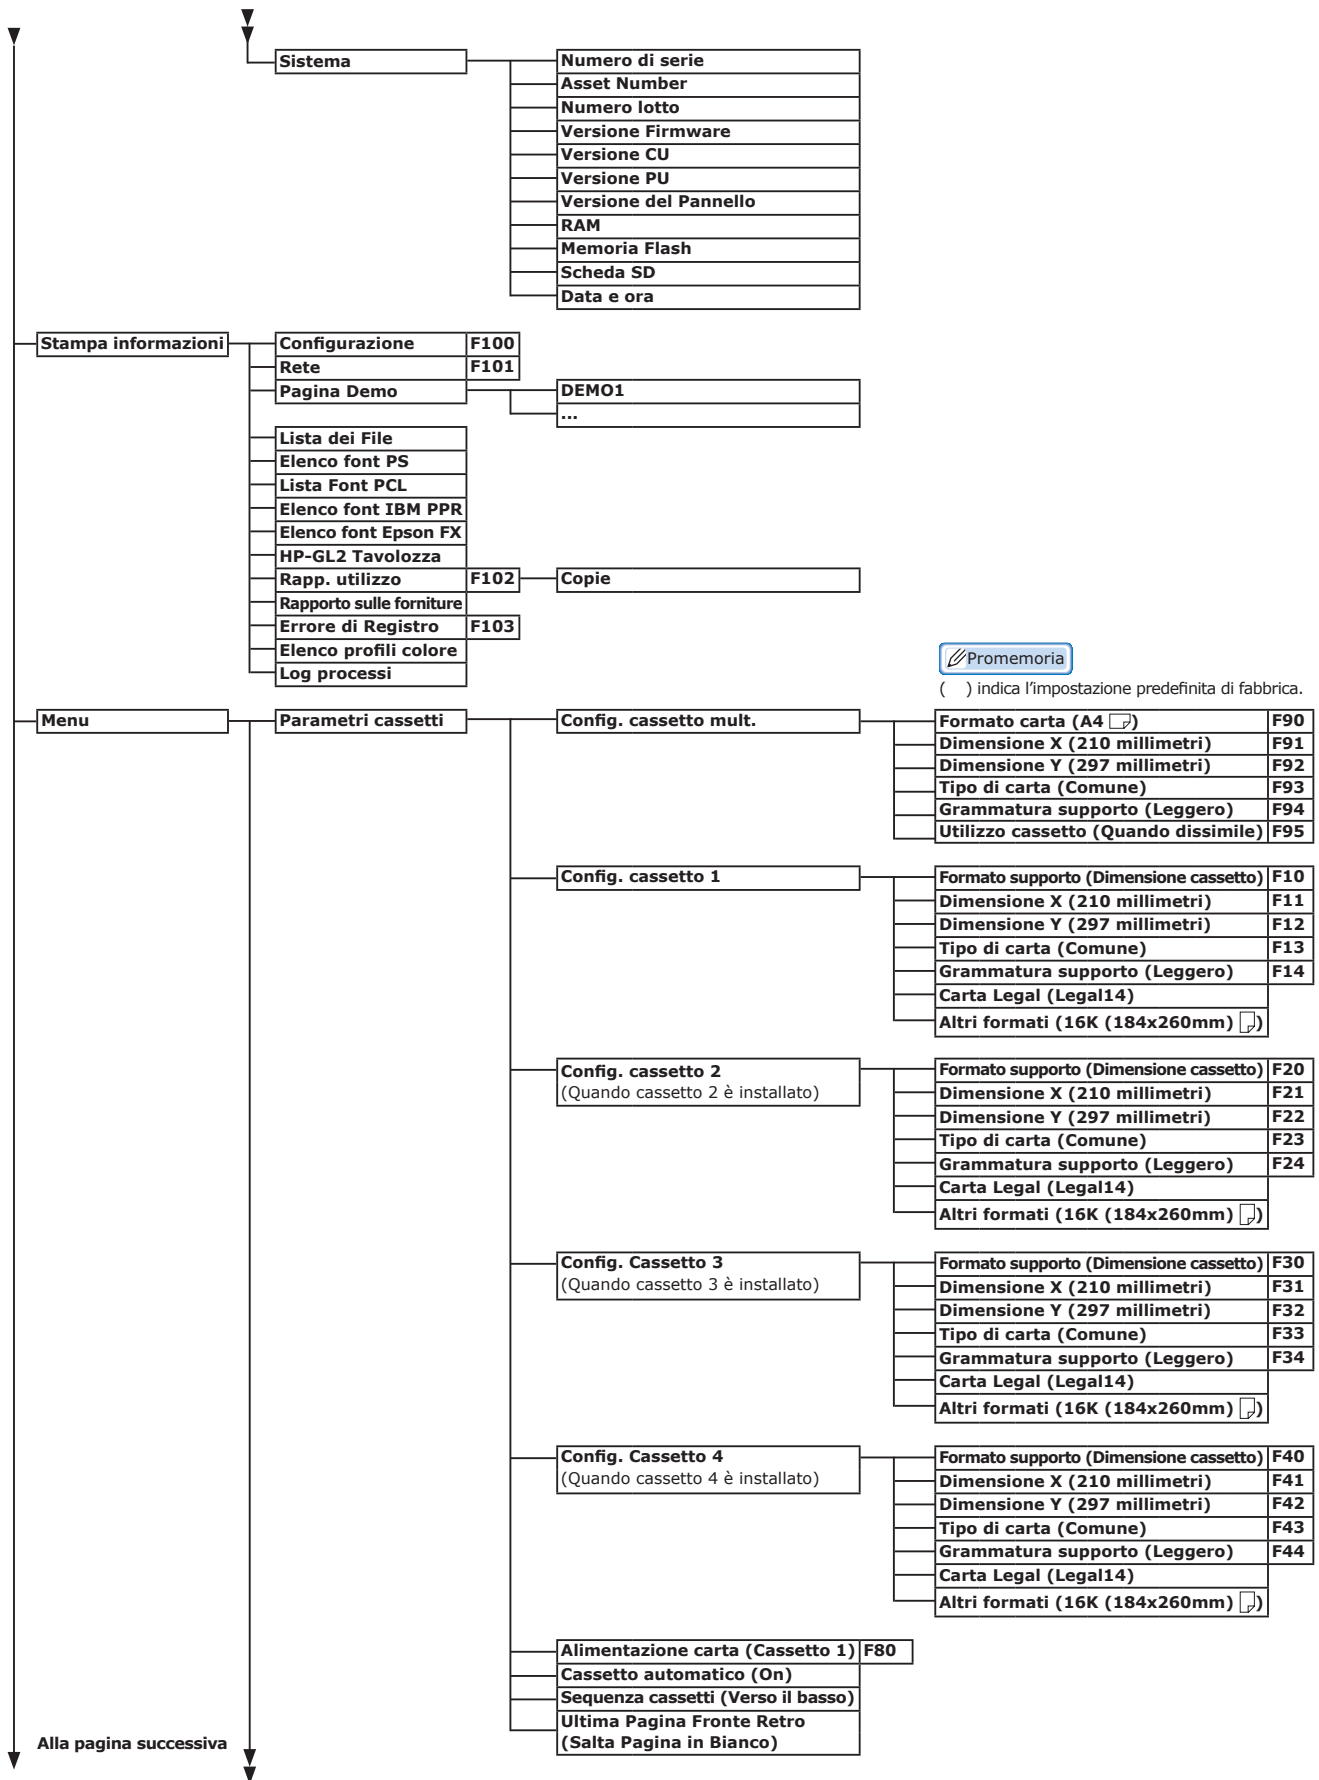 Sistema
Numero di serie
Asset Number
Numero lotto
Versione Firmware
Versione CU
Versione PU
Versione del Pannello
RAM
Memoria Flash
Scheda SD
Data e ora
Stampa informazioni
Configurazione F100
Rete F101
Pagina Demo
DEMO1
...
Lista dei File
Elenco font PS
Lista Font PCL
Elenco font IBM PPR
Elenco font Epson FX
HP-GL2 Tavolozza
Rapp. utilizzo F102
Copie
Rapporto sulle forniture
Errore di Registro F103
Elenco profili colore
Log processi
Promemoria
( ) indica l'impostazione predefinita di fabbrica.
Menu
Parametri cassetti
Config. cassetto mult.
Formato carta (A4 ) F90
Dimensione X (210 millimetri) F91
Dimensione Y (297 millimetri) F92
Tipo di carta (Comune) F93
Grammatura supporto (Leggero) F94
Utilizzo cassetto (Quando dissimile) F95
Config. cassetto 1
Formato supporto (Dimensione cassetto) F10
Dimensione X (210 millimetri) F11
Dimensione Y (297 millimetri) F12
Tipo di carta (Comune) F13
Grammatura supporto (Leggero) F14
Carta Legal (Legal14)
Altri formati (16K (184x260mm) )
Config. cassetto 2
(Quando cassetto 2 è installato)
Formato supporto (Dimensione cassetto) F20
Dimensione X (210 millimetri) F21
Dimensione Y (297 millimetri) F22
Tipo di carta (Comune) F23
Grammatura supporto (Leggero) F24
Carta Legal (Legal14)
Altri formati (16K (184x260mm) )
Config. Cassetto 3
(Quando cassetto 3 è installato)
Formato supporto (Dimensione cassetto) F30
Dimensione X (210 millimetri) F31
Dimensione Y (297 millimetri) F32
Tipo di carta (Comune) F33
Grammatura supporto (Leggero) F34
Carta Legal (Legal14)
Altri formati (16K (184x260mm) )
Config. Cassetto 4
(Quando cassetto 4 è installato)
Formato supporto (Dimensione cassetto) F40
Dimensione X (210 millimetri) F41
Dimensione Y (297 millimetri) F42
Tipo di carta (Comune) F43
Grammatura supporto (Leggero) F44
Carta Legal (Legal14)
Altri formati (16K (184x260mm) )
Alimentazione carta (Cassetto 1) F80
Cassetto automatico (On)
Sequenza cassetti (Verso il basso)
Ultima Pagina Fronte Retro
(Salta Pagina in Bianco)
Alla pagina successiva